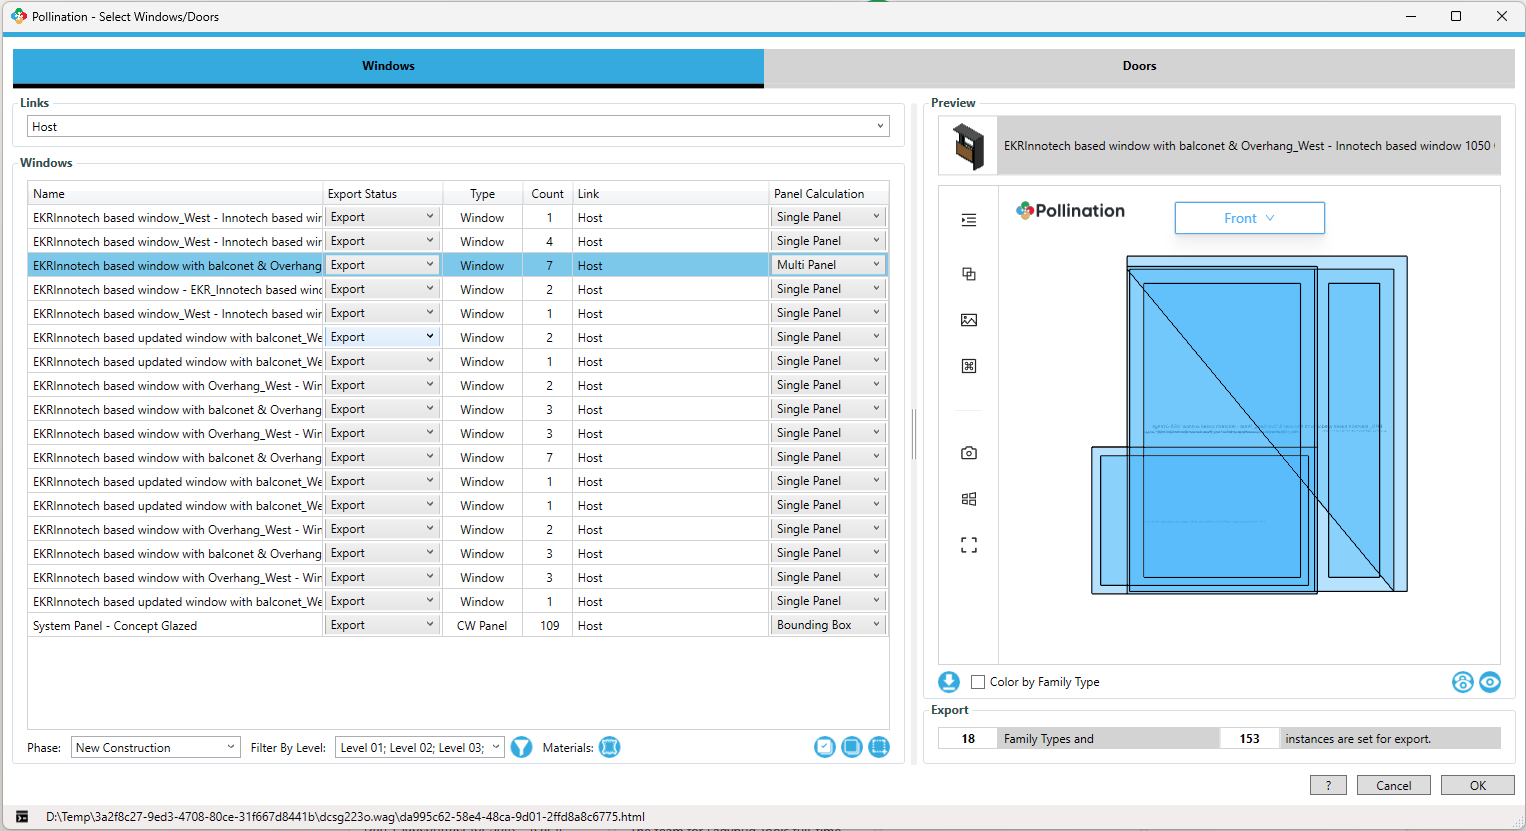 Pollination - Select Windows/Doors
Windows
Doors
Links
Host
Windows
Name Export Status Type Count Link Panel Calculation
EKRInnotech based window_West - Innotech based wir Export Window 1 Host Single Panel
EKRInnotech based window_West - Innotech based wir Export Window 4 Host Single Panel
EKRInnotech based window with balconet & Overhang Export Window 7 Host Multi Panel
EKRInnotech based window - EKR_Innotech based wind Export Window 2 Host Single Panel
EKRInnotech based window_West - Innotech based wir Export Window 1 Host Single Panel
EKRInnotech based updated window with balconet_We Export Window 2 Host Single Panel
EKRInnotech based updated window with balconet_We Export Window 1 Host Single Panel
EKRInnotech based window with Overhang_West - Win Export Window 2 Host Single Panel
EKRInnotech based window with balconet & Overhang Export Window 3 Host Single Panel
EKRInnotech based window with Overhang_West - Win Export Window 3 Host Single Panel
EKRInnotech based window with balconet & Overhang Export Window 7 Host Single Panel
EKRInnotech based updated window with balconet_We Export Window 1 Host Single Panel
EKRInnotech based updated window with balconet_We Export Window 1 Host Single Panel
EKRInnotech based window with Overhang_West - Win Export Window 2 Host Single Panel
EKRInnotech based window with balconet & Overhang Export Window 3 Host Single Panel
EKRInnotech based window with Overhang_West - Win Export Window 3 Host Single Panel
EKRInnotech based updated window with balconet_We Export Window 1 Host Single Panel
System Panel - Concept Glazed Export CW Panel 109 Host Bounding Box
Phase: New Construction Filter By Level: Level 01; Level 02; Level 03; Materials:
Preview
EKRInnotech based window with balconet & Overhang_West - Innotech based window 1050
Pollination
Front
Color by Family Type
Export
18 Family Types and 153 instances are set for export.
? Cancel OK
D:\Temp\3a2f8c27-9ed3-4708-80ce-31f667d8441b\dcsg223o.wag\da995c62-58e4-48ca-9d01-2ffd8a8c6775.html